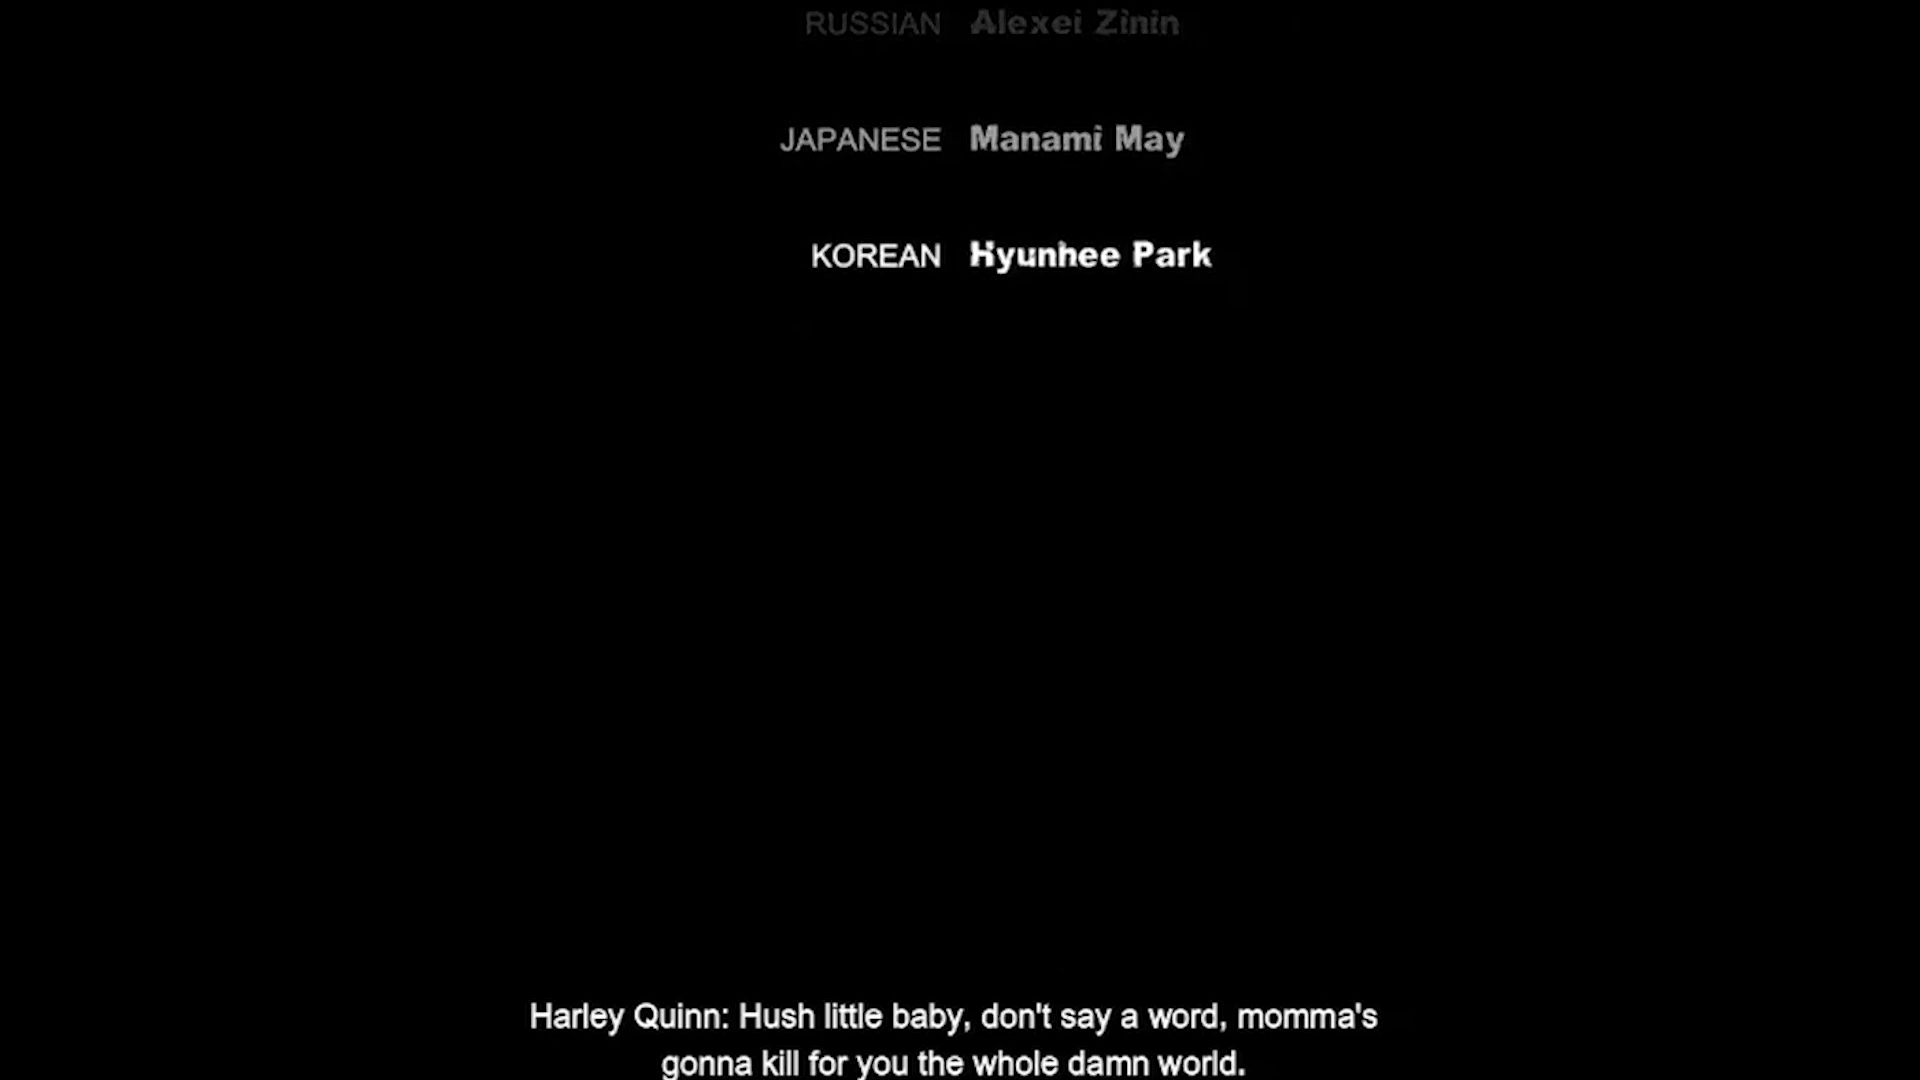 RUSSIAN Alexei Zinin
JAPANESE Manami May
KOREAN Hyunhee Park
Harley Quinn: Hush little baby, don't say a word, momma's
gonna kill for you the whole damn world.